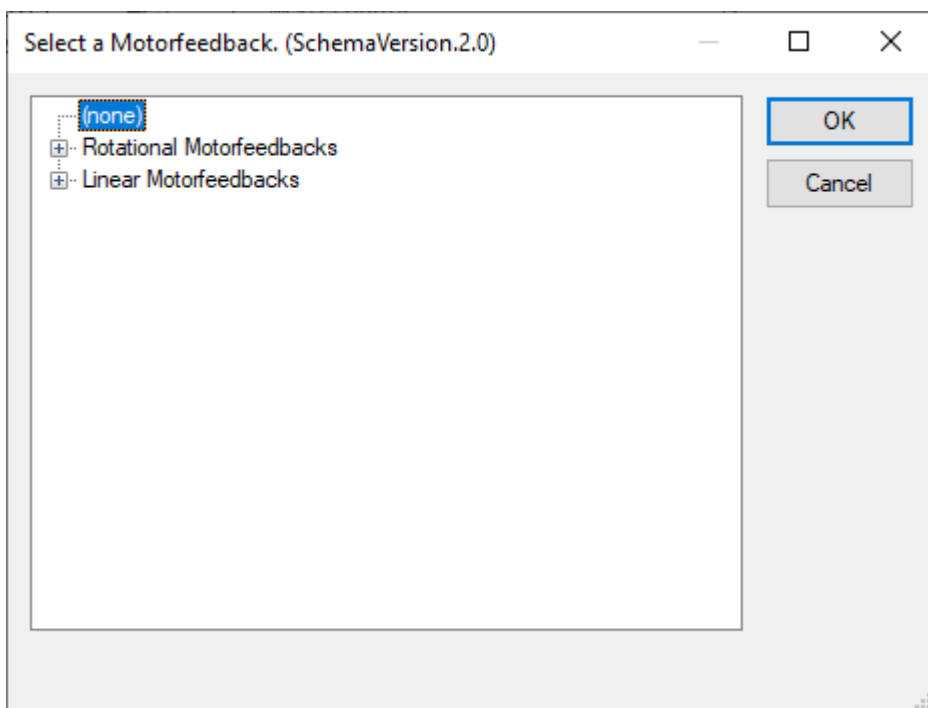 Select a Motorfeedback. (SchemaVersion.2.0)
(none)
Rotational Motorfeedbacks
Linear Motorfeedbacks
OK
Cancel